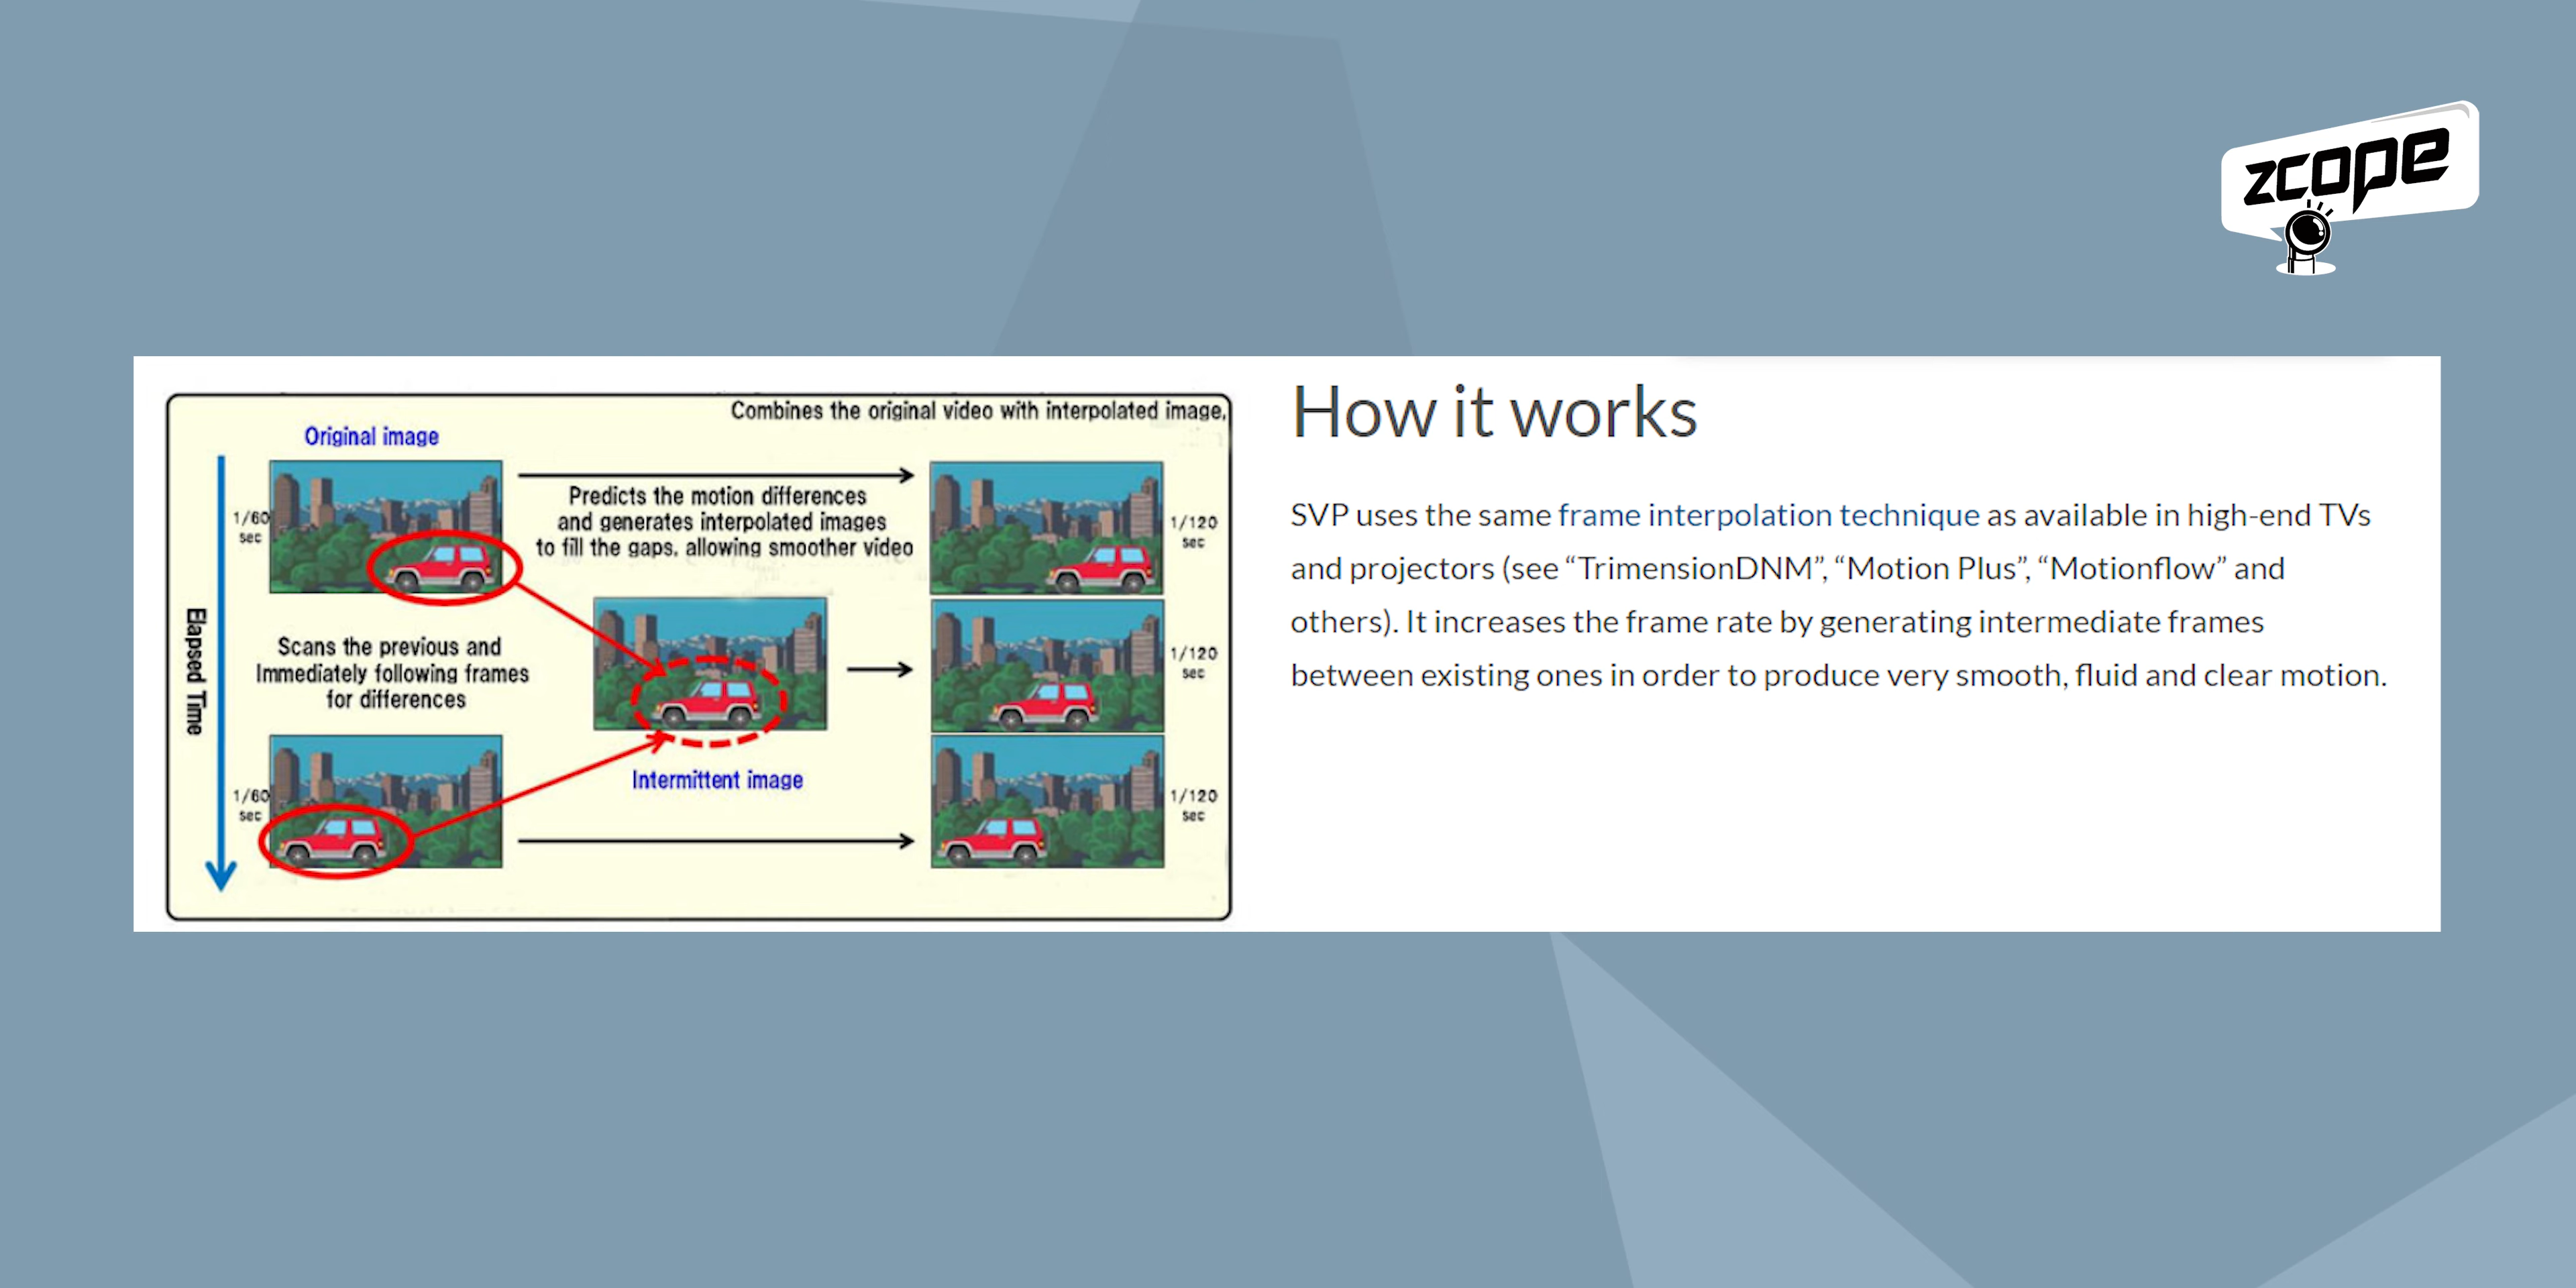 zcope
Combines the original video with interpolated image,
Original image
1/60
sec
Predicts the motion differences
and generates interpolated images
to fill the gaps, allowing smoother video
1/120
sec
Elapsed Time
Scans the previous and
Immediately following frames
for differences
1/120
sec
Intermittent image
1/60
sec
1/120
sec
How it works
SVP uses the same frame interpolation technique as available in high-end TVs
and projectors (see “TrimensionDNM”, “Motion Plus”, “Motionflow” and
others). It increases the frame rate by generating intermediate frames
between existing ones in order to produce very smooth, fluid and clear motion.